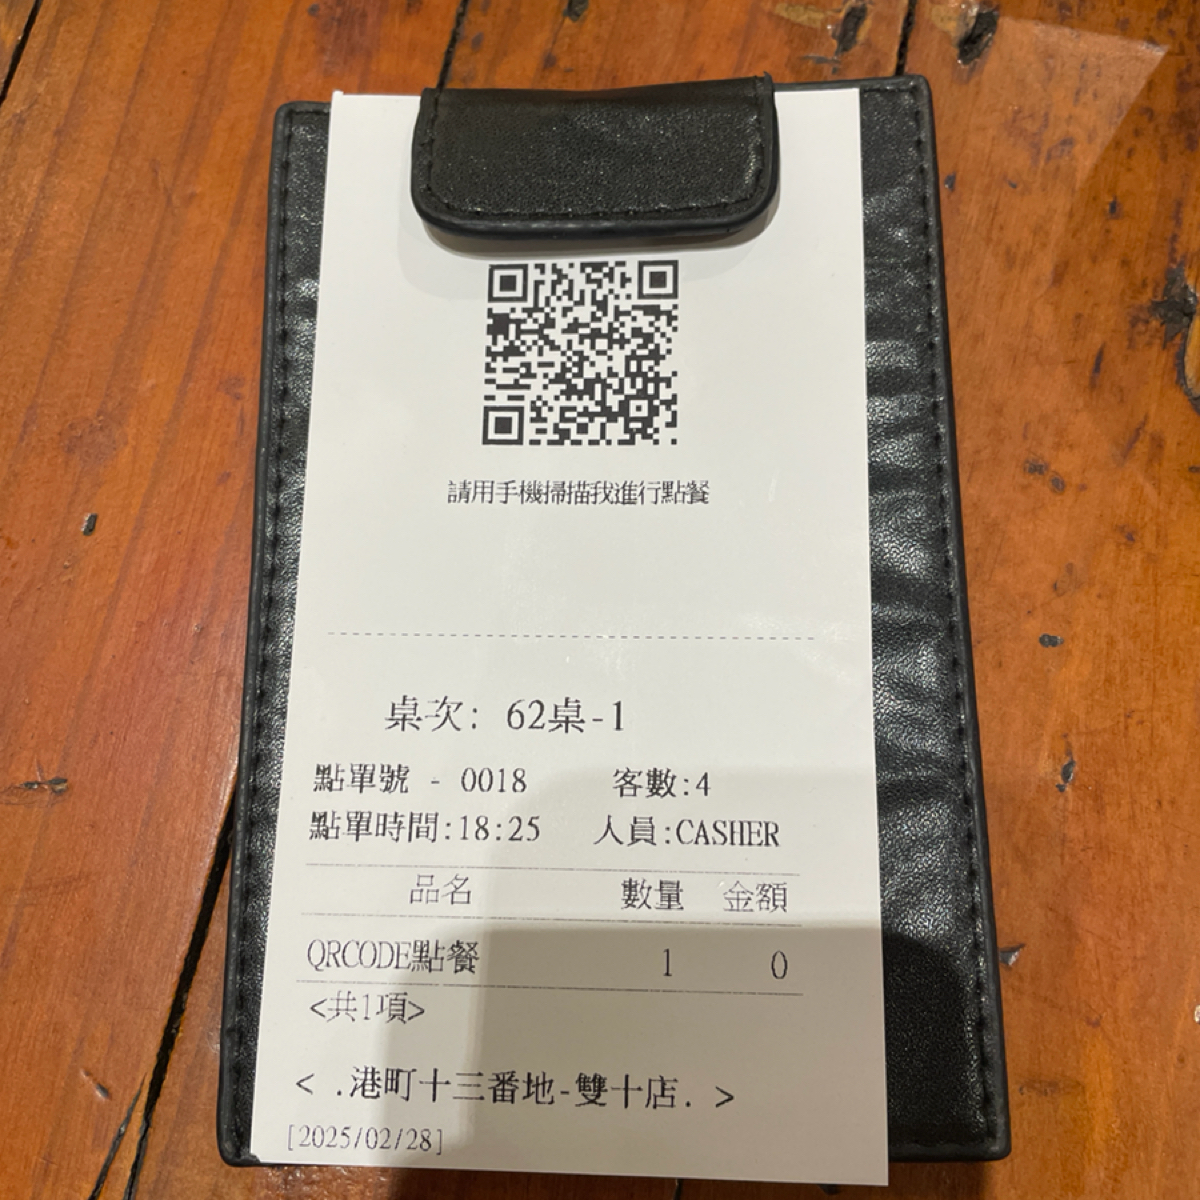 請用手機掃描我進行點餐
桌次: 62桌-1
點單號 - 0018 客數:4
點單時間:18:25 人員:CASHER
品名 數量 金額
QRCODE點餐 1 0
<共1項>
< .港町十三番地-雙十店. >
[2025/02/28]